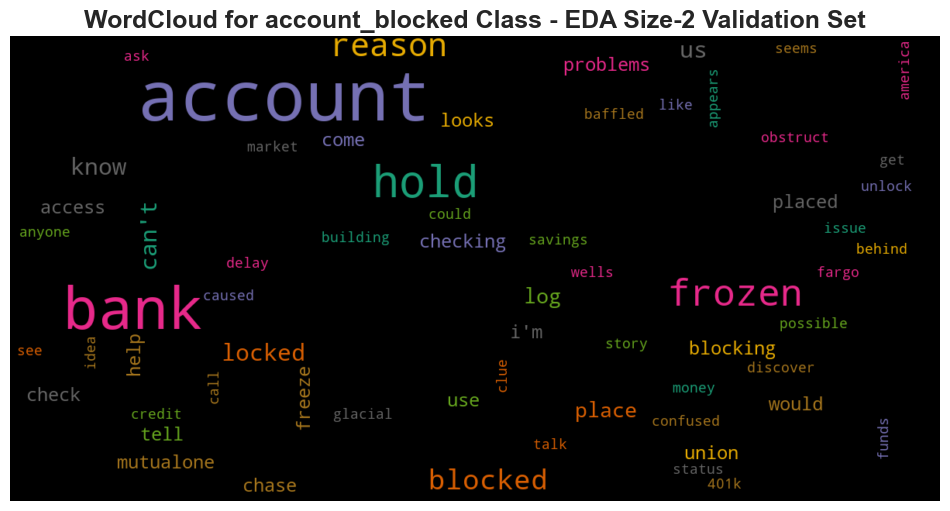 WordCloud for account_blocked Class - EDA Size-2 Validation Set
ask
reason
us
seems
america
problems
account
looks
baffled
like
appears
come
market
obstruct
know
hold
get
unlock
access
placed
could
anyone
can't
building
checking
savings
issue
behind
delay
wells
fargo
bank
caused
log
frozen
i'm
possible
see
idea
help
locked
story
blocking
discover
check
call
freeze
clue
money
credit
glacial
use
place
would
confused
tell
talk
funds
mutualone
union
status
chase
blocked
401k